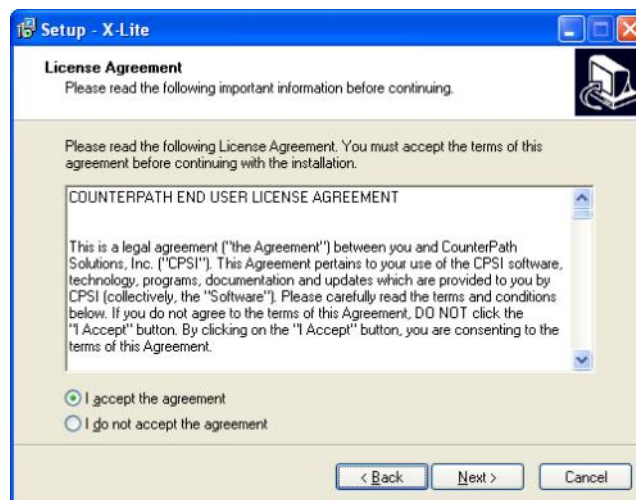 Setup - X-Lite
License Agreement
Please read the following important information before continuing.
Please read the following License Agreement. You must accept the terms of this
agreement before continuing with the installation.
COUNTERPATH END USER LICENSE AGREEMENT
This is a legal agreement ("the Agreement") between you and CounterPath
Solutions, Inc. ("CPSI"). This Agreement pertains to your use of the CPSI software,
technology, programs, documentation and updates which are provided to you by
CPSI (collectively, the "Software"). Please carefully read the terms and conditions
below. If you do not agree to the terms of this Agreement, DO NOT click the
"I Accept" button. By clicking on the "I Accept" button, you are consenting to the
terms of this Agreement.
I accept the agreement
I do not accept the agreement
< Back Next > Cancel